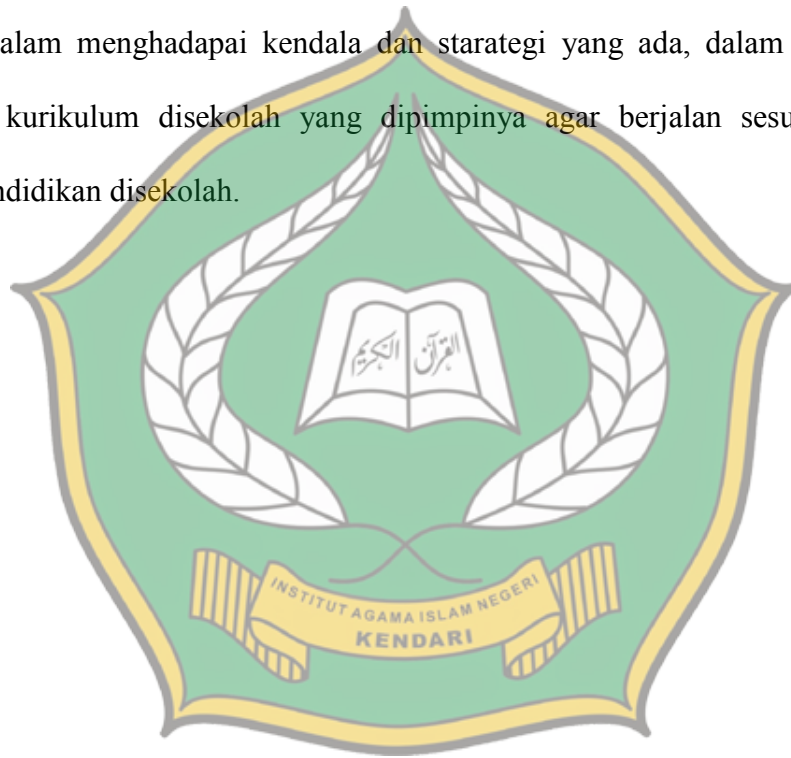 alam menghadapai kendala dan starategi yang ada, dalam
kurikulum disekolah yang dipimpinya agar berjalan sesu
ndidikan disekolah.
القرآن الكريم
INSTITUT AGAMA ISLAM NEGERI
KENDARI